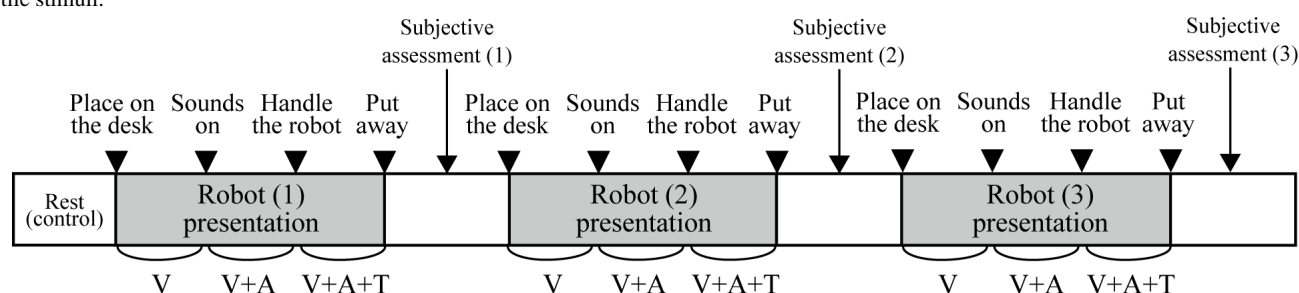 the stimuli.
Subjective
assessment (1)
Subjective
assessment (2)
Subjective
assessment (3)
Place on
the desk
Sounds
on
Handle
the robot
Put
away
Place on
the desk
Sounds
on
Handle
the robot
Put
away
Place on
the desk
Sounds
on
Handle
the robot
Put
away
Rest
(control)
Robot (1)
presentation
Robot (2)
presentation
Robot (3)
presentation
V
V+A
V+A+T
V
V+A
V+A+T
V
V+A
V+A+T